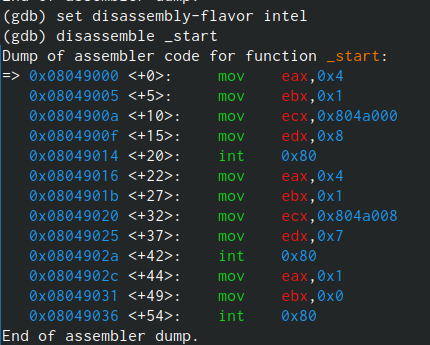 (gdb) set disassembly-flavor intel
(gdb) disassemble _start
Dump of assembler code for function _start:
=> 0x08049000 <+0>:     mov    eax,0x4
   0x08049005 <+5>:     mov    ebx,0x1
   0x0804900a <+10>:    mov    ecx,0x804a000
   0x0804900f <+15>:    mov    edx,0x8
   0x08049014 <+20>:    int    0x80
   0x08049016 <+22>:    mov    eax,0x4
   0x0804901b <+27>:    mov    ebx,0x1
   0x08049020 <+32>:    mov    ecx,0x804a008
   0x08049025 <+37>:    mov    edx,0x7
   0x0804902a <+42>:    int    0x80
   0x0804902c <+44>:    mov    eax,0x1
   0x08049031 <+49>:    mov    ebx,0x0
   0x08049036 <+54>:    int    0x80
End of assembler dump.